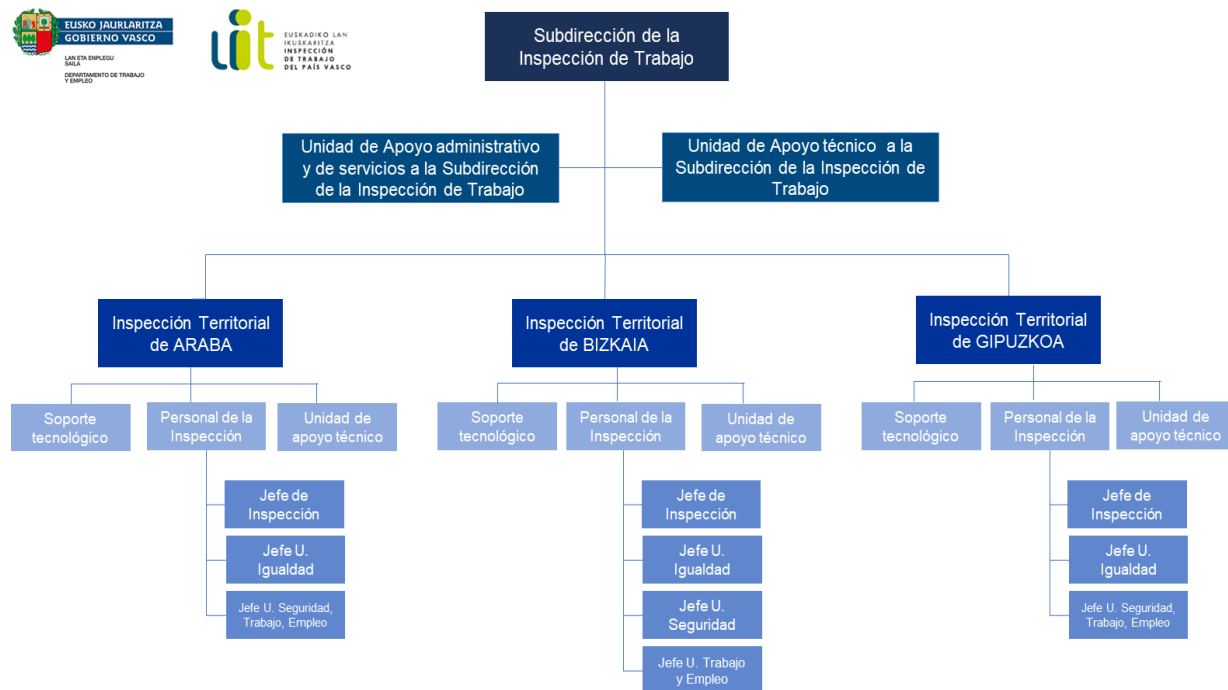 EUSKO JAURLARITZA
GOBIERNO VASCO
LAN ETA ENPLEGU
SAILA
DEPARTAMENTO DE TRABAJO
Y EMPLEO
uit
EUSKADIKO LAN
IKUSKARITZA
INSPECCIÓN
DE TRABAJO
DEL PAÍS VASCO
Subdirección de la
Inspección de Trabajo
Unidad de Apoyo administrativo
y de servicios a la Subdirección
de la Inspección de Trabajo
Unidad de Apoyo técnico a la
Subdirección de la Inspección de
Trabajo
Inspección Territorial
de ARABA
Inspección Territorial
de BIZKAIA
Inspección Territorial
de GIPUZKOA
Soporte
tecnológico
Personal de la
Inspección
Unidad de
apoyo técnico
Soporte
tecnológico
Personal de la
Inspección
Unidad de
apoyo técnico
Soporte
tecnológico
Personal de la
Inspección
Unidad de
apoyo técnico
Jefe de
Inspección
Jefe U.
Igualdad
Jefe U. Seguridad,
Trabajo, Empleo
Jefe de
Inspección
Jefe U.
Igualdad
Jefe U.
Seguridad
Jefe U. Trabajo
y Empleo
Jefe de
Inspección
Jefe U.
Igualdad
Jefe U. Seguridad,
Trabajo, Empleo